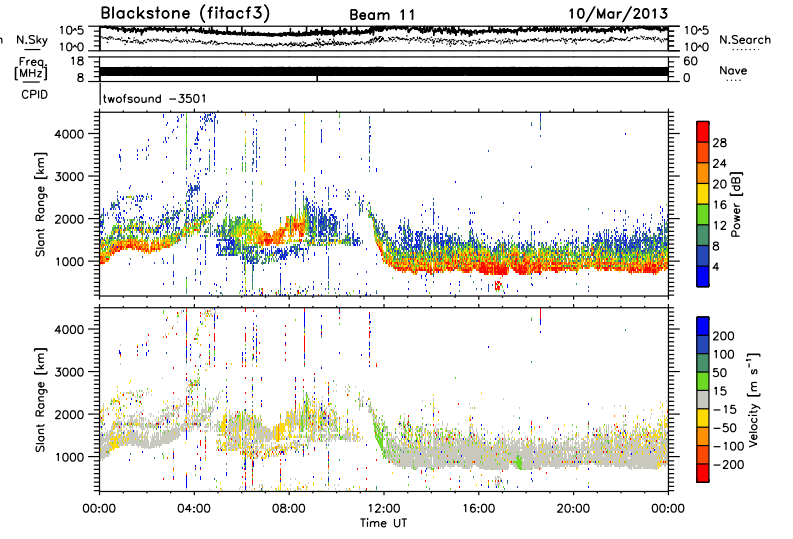 Blackstone (fitacf3) Beam 11 10/Mar/2013
N.Sky 10^5 10^5 N.Search
10^0 10^0
Freq. 18 60
[MHz] 8 0 Nave
CPID twofsound -3501
4000
3000
2000
1000
Slant Range [km]
28
24
20
16
12
8
4
Power [dB]
4000
3000
2000
1000
Slant Range [km]
200
100
50
15
-15
-50
-100
-200
Velocity [m s⁻¹]
00:00 04:00 08:00 12:00 16:00 20:00 00:00
Time UT